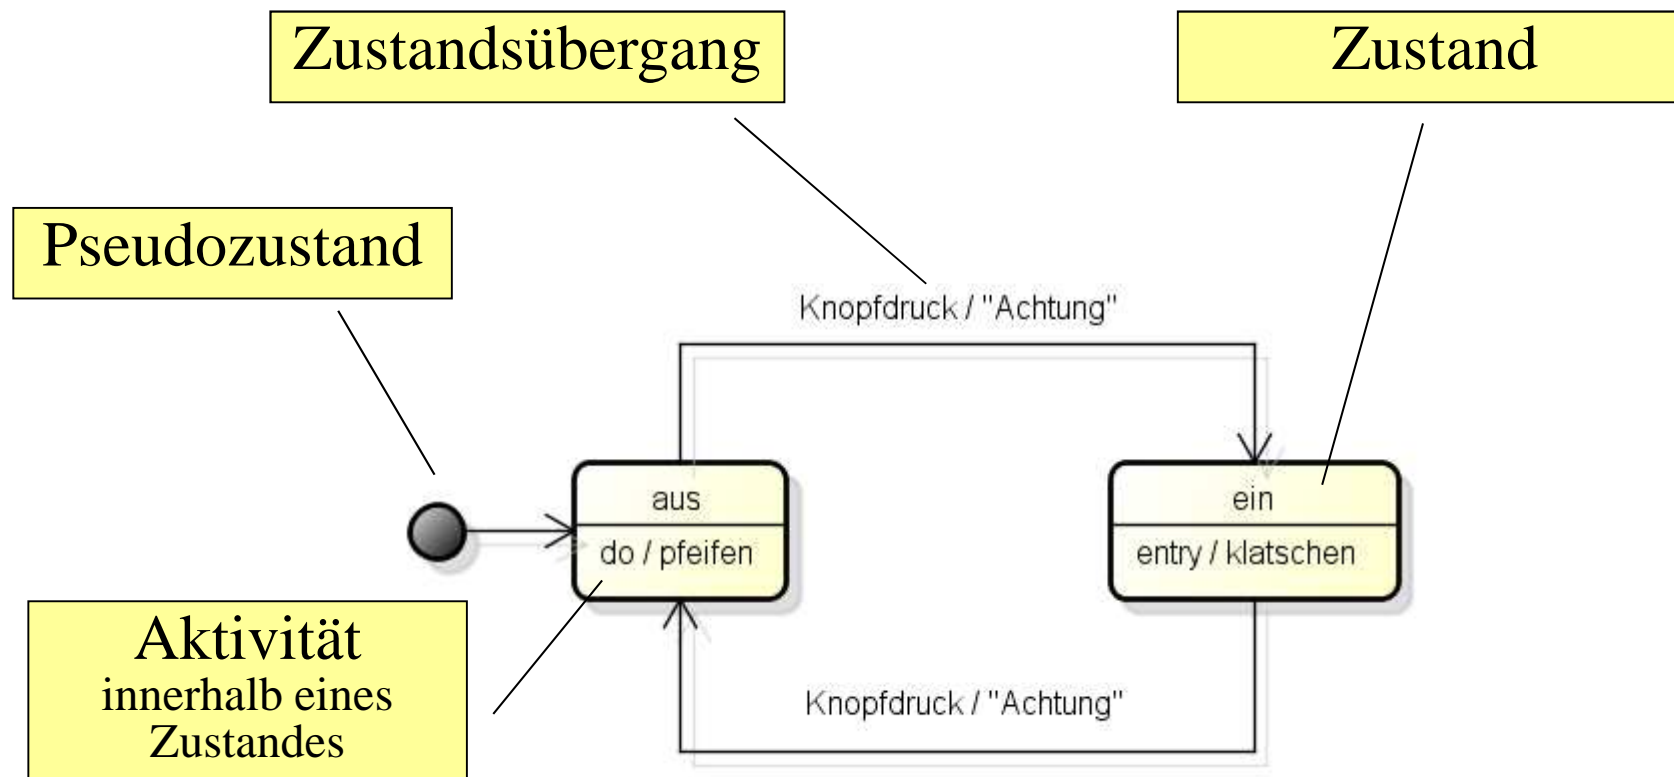 Zustandsübergang
Zustand
Pseudozustand
Knopfdruck / "Achtung"
aus
ein
do / pfeifen
entry / klatschen
Aktivität
innerhalb eines
Zustandes
Knopfdruck / "Achtung"